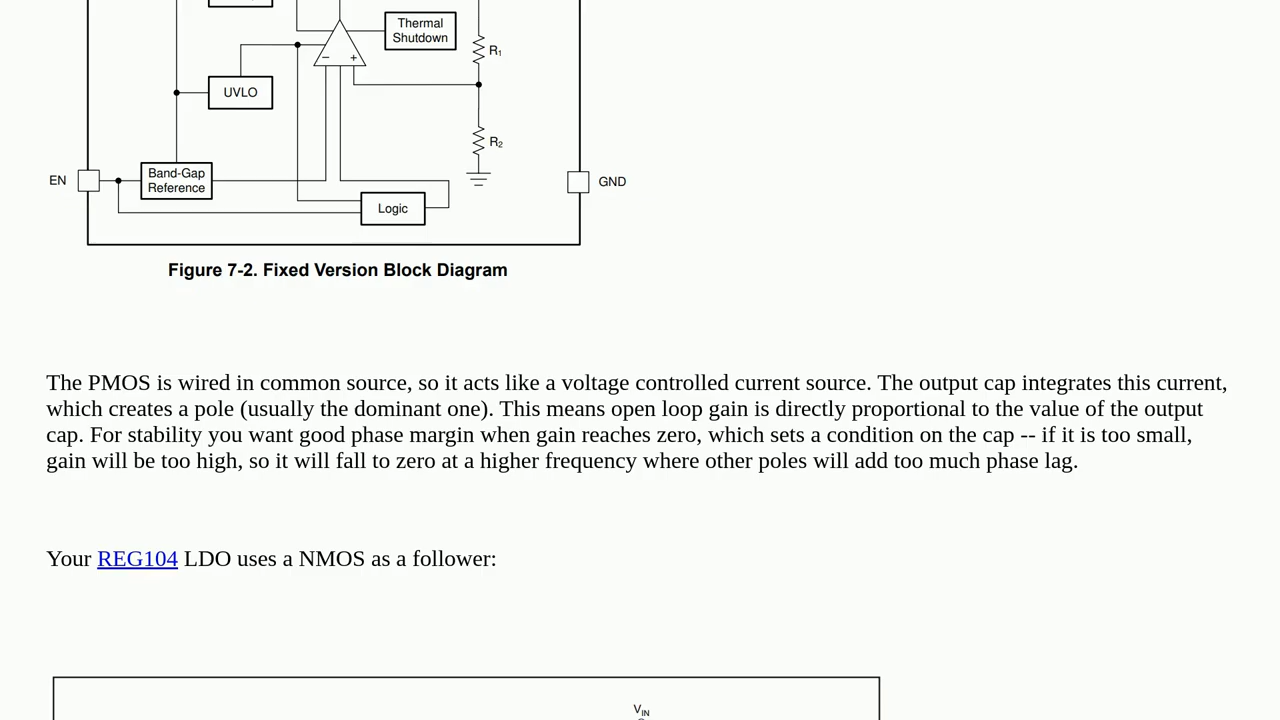 Thermal
Shutdown
R1
− +
UVLO
R2
EN
Band-Gap
Reference
GND
Logic
Figure 7-2. Fixed Version Block Diagram
The PMOS is wired in common source, so it acts like a voltage controlled current source. The output cap integrates this current,
which creates a pole (usually the dominant one). This means open loop gain is directly proportional to the value of the output
cap. For stability you want good phase margin when gain reaches zero, which sets a condition on the cap -- if it is too small,
gain will be too high, so it will fall to zero at a higher frequency where other poles will add too much phase lag.
Your REG104 LDO uses a NMOS as a follower:
VIN